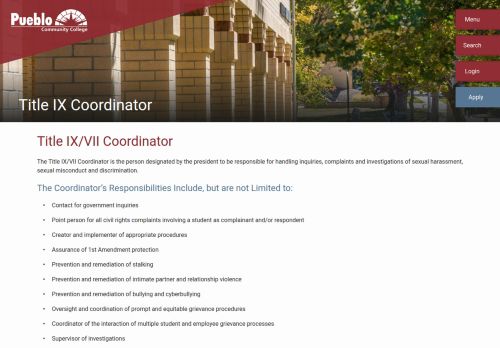 Pueblo
Community College
Menu
Search
Login
Apply
Title IX Coordinator
Title IX/VII Coordinator
The Title IX/VII Coordinator is the person designated by the president to be responsible for handling inquiries, complaints and investigations of sexual harassment,
sexual misconduct and discrimination.
The Coordinator's Responsibilities Include, but are not Limited to:
• Contact for government inquiries
• Point person for all civil rights complaints involving a student as complainant and/or respondent
• Creator and implementer of appropriate procedures
• Assurance of 1st Amendment protection
• Prevention and remediation of stalking
• Prevention and remediation of intimate partner and relationship violence
• Prevention and remediation of bullying and cyberbullying
• Oversight and coordination of prompt and equitable grievance procedures
• Coordinator of the interaction of multiple student and employee grievance processes
• Supervisor of investigations